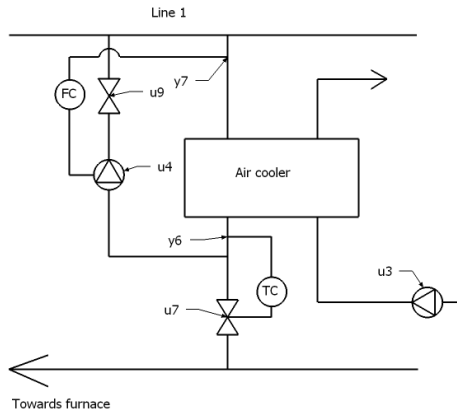 Line 1
y7
FC
u9
u4
Air cooler
y6
u3
TC
u7
Towards furnace